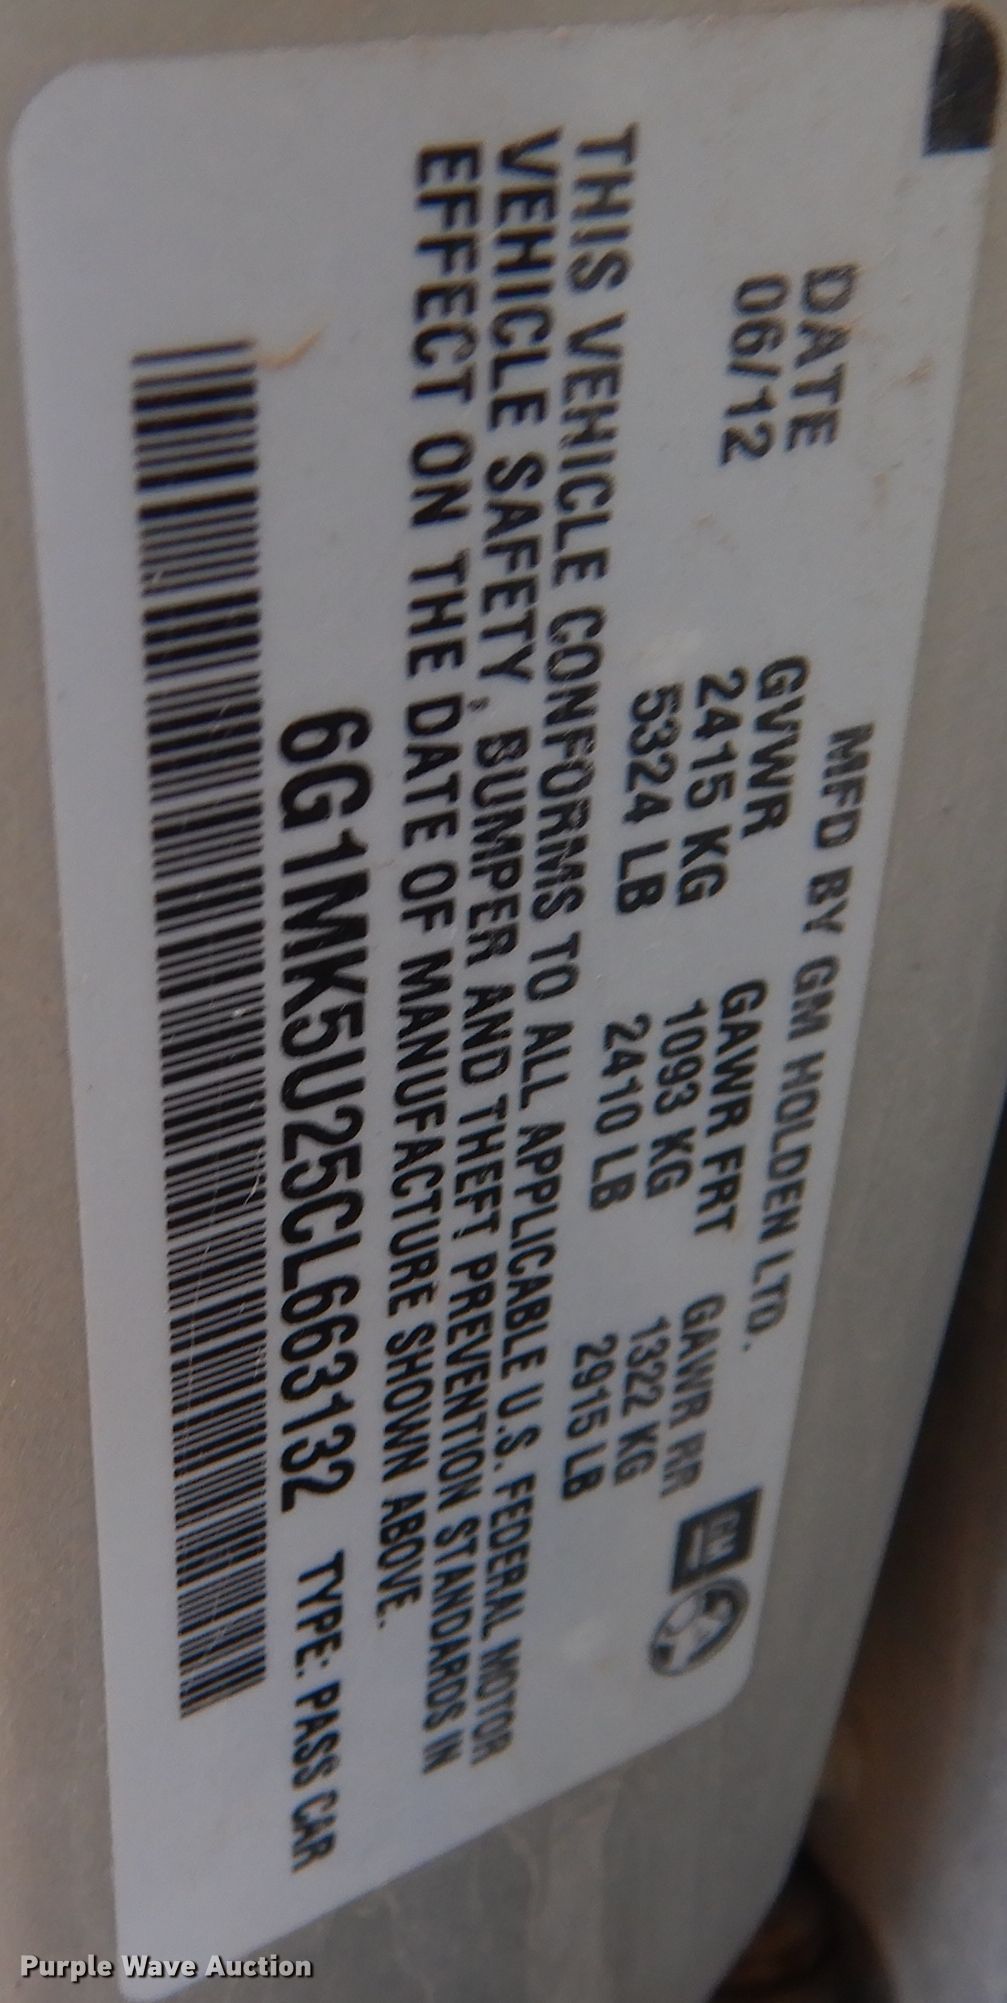 MFD BY GM HOLDEN LTD.
DATE GVWR GAWR FRT GAWR RR
06/12 2415 KG 1093 KG 1322 KG
5324 LB 2410 LB 2915 LB
GM
THIS VEHICLE CONFORMS TO ALL APPLICABLE U.S. FEDERAL MOTOR
VEHICLE SAFETY, BUMPER AND THEFT PREVENTION STANDARDS IN
EFFECT ON THE DATE OF MANUFACTURE SHOWN ABOVE.
6G1MK5U25CL663132 TYPE: PASS CAR
Purple Wave Auction